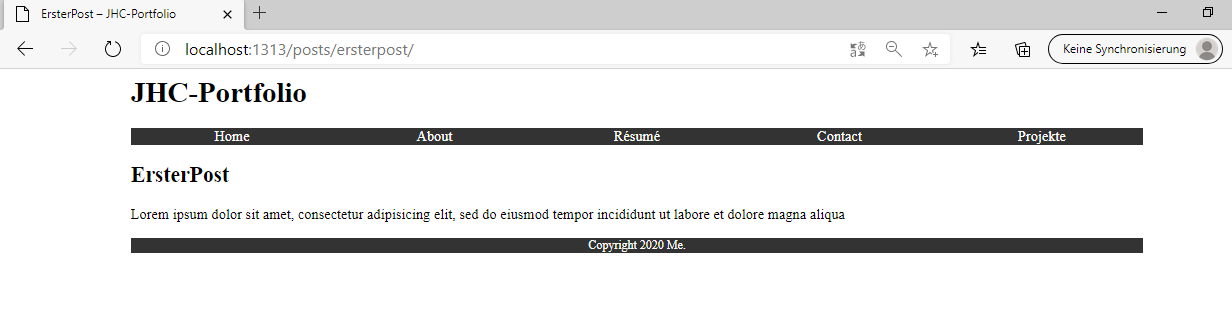 ErsterPost – JHC-Portfolio
localhost:1313/posts/ersterpost/
Keine Synchronisierung
JHC-Portfolio
Home About Résumé Contact Projekte
ErsterPost
Lorem ipsum dolor sit amet, consectetur adipisicing elit, sed do eiusmod tempor incididunt ut labore et dolore magna aliqua
Copyright 2020 Me.